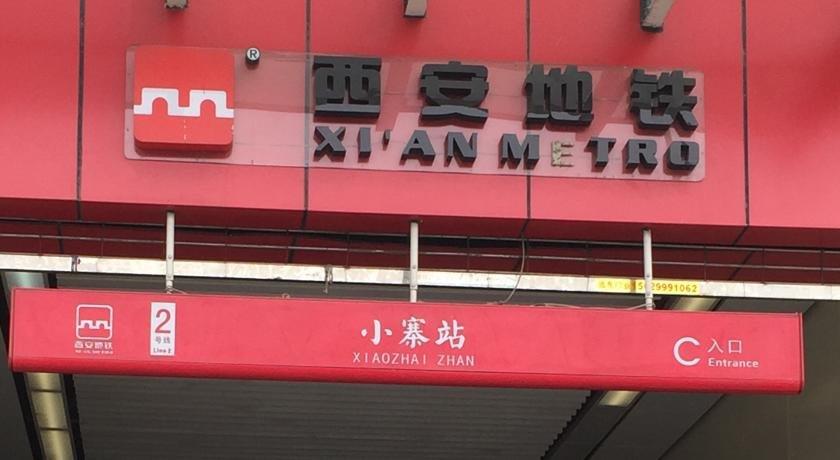 ®
西安地铁
XI'AN METRO
15029991062
西安地铁
2
号线
Line 2
小寨站
XIAOZHAI ZHAN
C 入口
Entrance